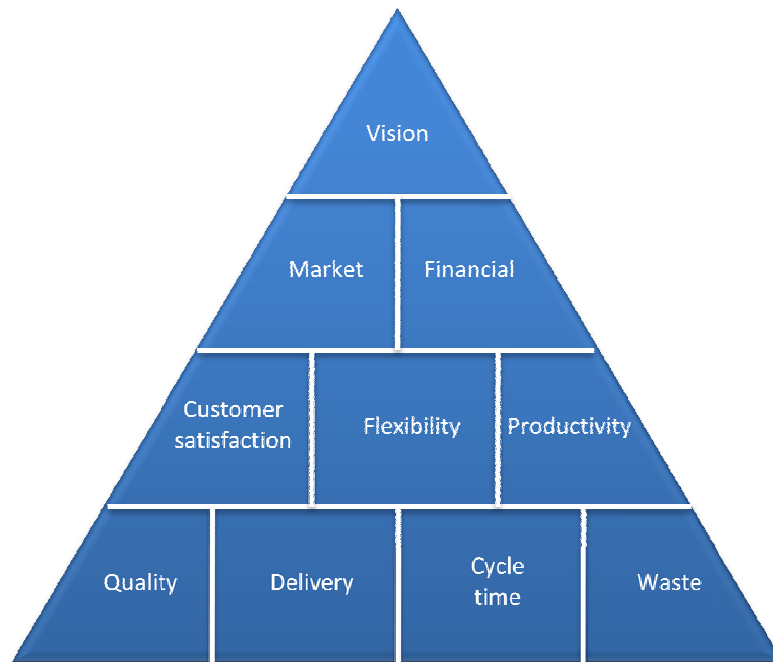 Vision
Market
Financial
Customer
satisfaction
Flexibility
Productivity
Quality
Delivery
Cycle
time
Waste